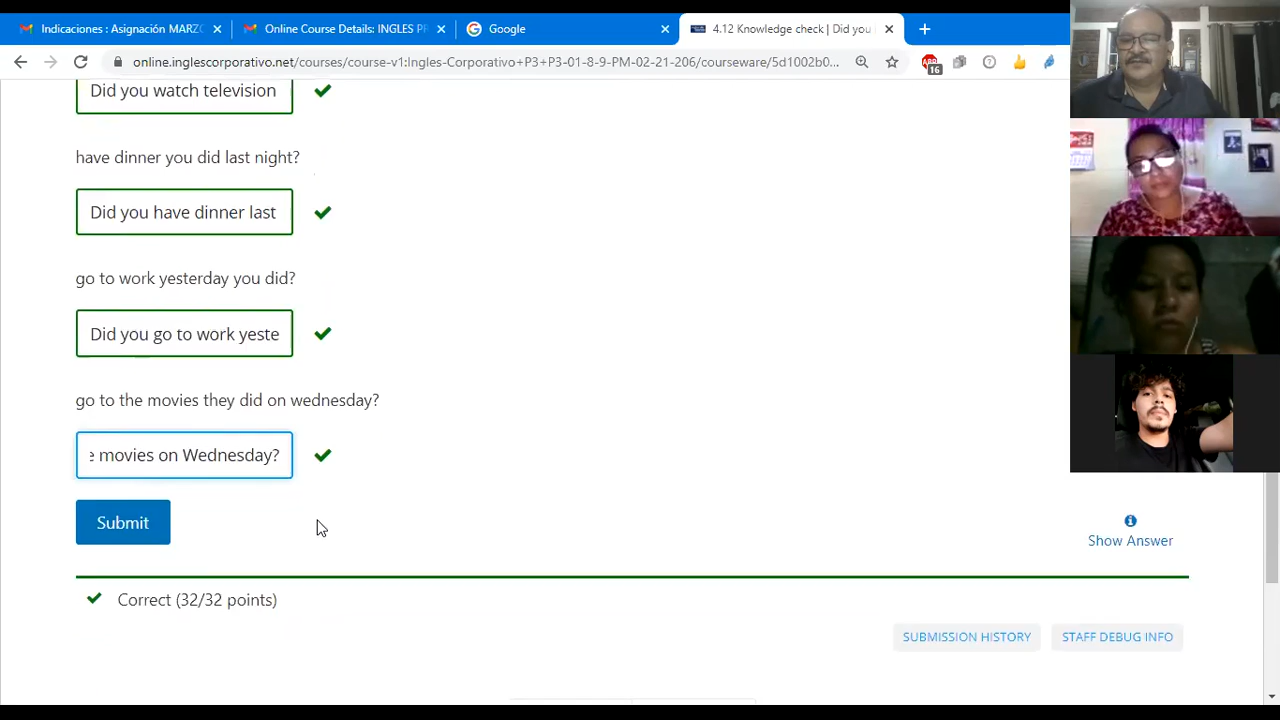 Indicaciones : Asignación MARZO
Online Course Details: INGLES PR
Google
4.12 Knowledge check | Did you
online.inglescorporativo.net/courses/course-v1:Ingles-Corporativo+P3+P3-01-8-9-PM-02-21-206/courseware/5d1002b0...
ABP
16
Did you watch television
have dinner you did last night?
Did you have dinner last
go to work yesterday you did?
Did you go to work yeste
go to the movies they did on wednesday?
e movies on Wednesday?
Submit
Show Answer
Correct (32/32 points)
SUBMISSION HISTORY
STAFF DEBUG INFO